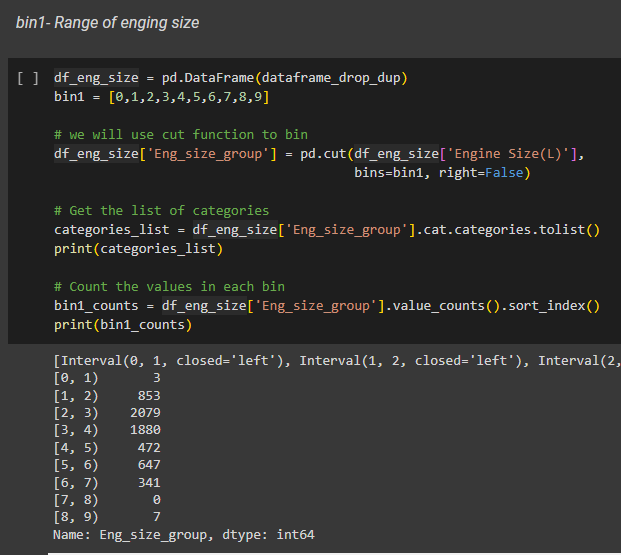 bin1- Range of enging size
[ ] df_eng_size = pd.DataFrame(dataframe_drop_dup)
bin1 = [0,1,2,3,4,5,6,7,8,9]
# we will use cut function to bin
df_eng_size['Eng_size_group'] = pd.cut(df_eng_size['Engine Size(L)'],
bins=bin1, right=False)
# Get the list of categories
categories_list = df_eng_size['Eng_size_group'].cat.categories.tolist()
print(categories_list)
# Count the values in each bin
bin1_counts = df_eng_size['Eng_size_group'].value_counts().sort_index()
print(bin1_counts)
[Interval(0, 1, closed='left'), Interval(1, 2, closed='left'), Interval(2,
[0, 1) 3
[1, 2) 853
[2, 3) 2079
[3, 4) 1880
[4, 5) 472
[5, 6) 647
[6, 7) 341
[7, 8) 0
[8, 9) 7
Name: Eng_size_group, dtype: int64